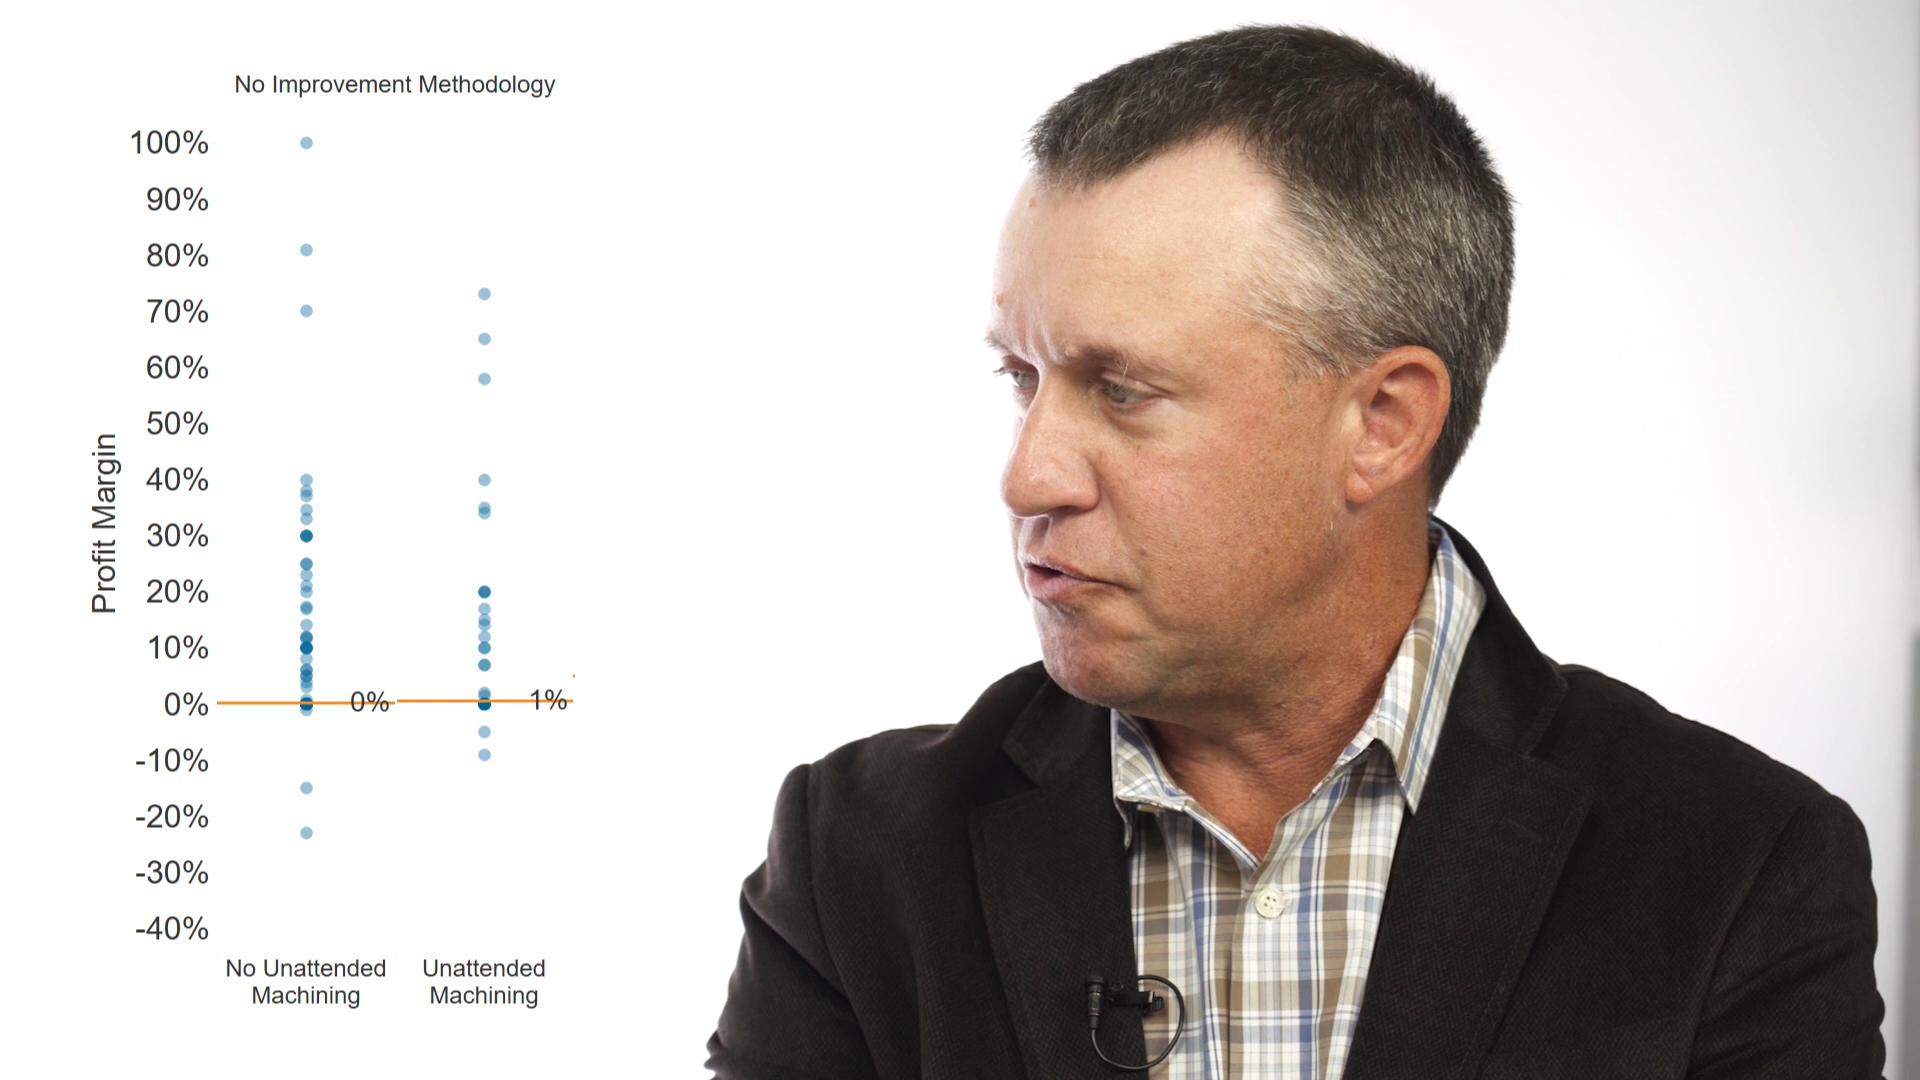 No Improvement Methodology
100%
90%
80%
70%
60%
50%
40%
30%
20%
10%
0%
-10%
-20%
-30%
-40%
Profit Margin
0%
1%
No Unattended
Machining
Unattended
Machining